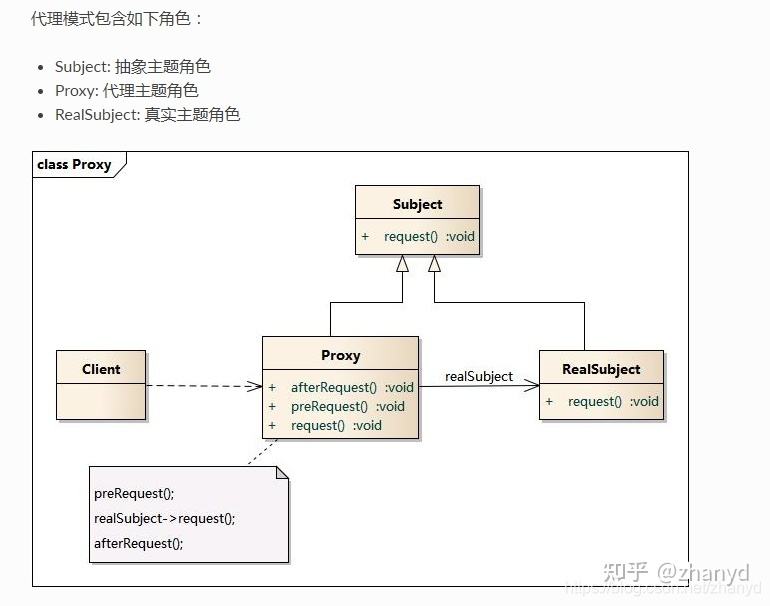 代理模式包含如下角色：
Subject: 抽象主题角色
Proxy: 代理主题角色
RealSubject: 真实主题角色
class Proxy
Subject
+ request() :void
Client
Proxy
+ afterRequest() :void
+ preRequest() :void
+ request() :void
realSubject
RealSubject
+ request() :void
preRequest();
realSubject->request();
afterRequest();
知乎 @zhanyd
https://blog.csdn.net/zhanyd